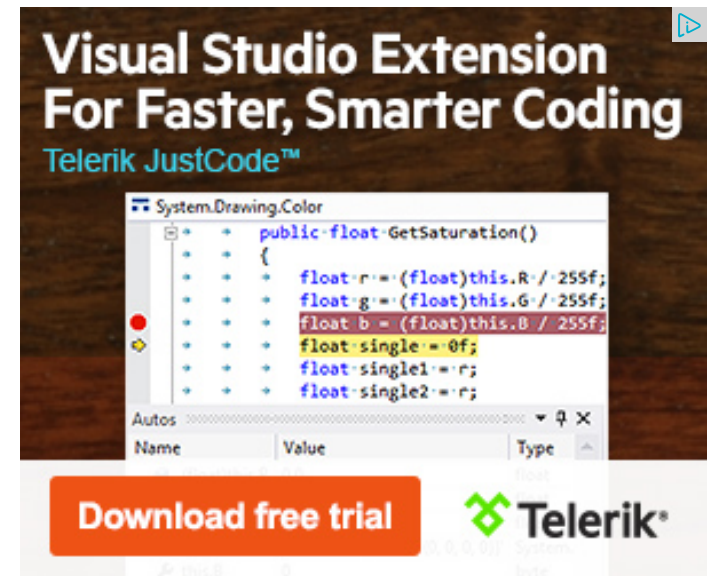 Visual Studio Extension
For Faster, Smarter Coding
Telerik JustCode™
System.Drawing.Color
public float GetSaturation()
{
float r = (float)this.R / 255f;
float g = (float)this.G / 255f;
float b = (float)this.B / 255f;
float single = 0f;
float single1 = r;
float single2 = r;
Autos
Name Value Type
Download free trial Telerik®